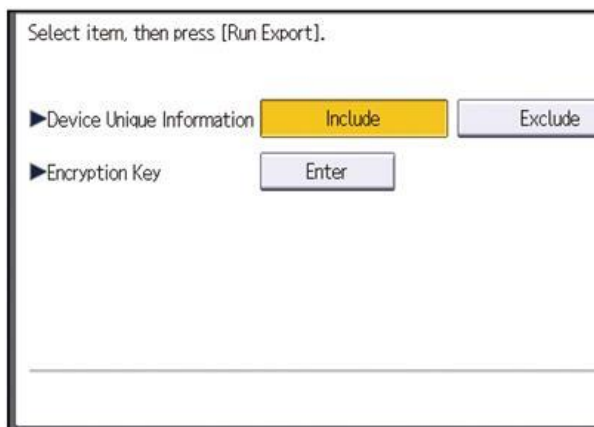 Select item, then press [Run Export].
►Device Unique Information Include Exclude
►Encryption Key Enter